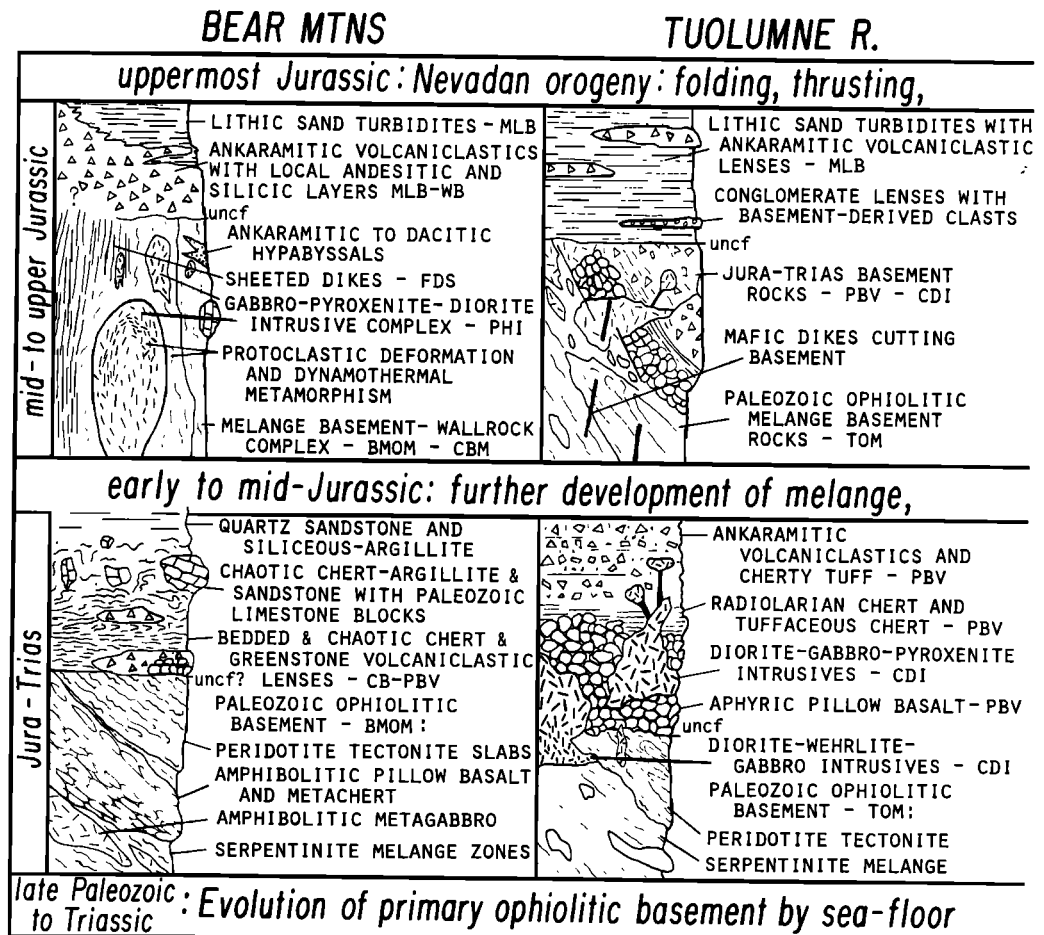 BEAR MTNS
TUOLUMNE R.
uppermost Jurassic: Nevadan orogeny: folding, thrusting,
mid- to upper Jurassic
LITHIC SAND TURBIDITES - MLB
ANKARAMITIC VOLCANICLASTICS
WITH LOCAL ANDESITIC AND
SILICIC LAYERS MLB-WB
?
uncf
ANKARAMITIC TO DACITIC
HYPABYSSALS
SHEETED DIKES - FDS
GABBRO-PYROXENITE-DIORITE
INTRUSIVE COMPLEX - PHI
PROTOCLASTIC DEFORMATION
AND DYNAMOTHERMAL
METAMORPHISM
MELANGE BASEMENT-WALLROCK
COMPLEX - BMOM - CBM
LITHIC SAND TURBIDITES WITH
ANKARAMITIC VOLCANICLASTIC
LENSES - MLB
CONGLOMERATE LENSES WITH
BASEMENT-DERIVED CLASTS
uncf
JURA-TRIAS BASEMENT
ROCKS - PBV - CDI
MAFIC DIKES CUTTING
BASEMENT
PALEOZOIC OPHIOLITIC
MELANGE BASEMENT
ROCKS - TOM
early to mid-Jurassic: further development of melange,
Jura-Trias
QUARTZ SANDSTONE AND
SILICEOUS-ARGILLITE
CHAOTIC CHERT-ARGILLITE &
SANDSTONE WITH PALEOZOIC
LIMESTONE BLOCKS
BEDDED & CHAOTIC CHERT &
GREENSTONE VOLCANICLASTIC
uncf? LENSES - CB-PBV
PALEOZOIC OPHIOLITIC
BASEMENT - BMOM:
PERIDOTITE TECTONITE SLABS
AMPHIBOLITIC PILLOW BASALT
AND METACHERT
AMPHIBOLITIC METAGABBRO
SERPENTINITE MELANGE ZONES
ANKARAMITIC
VOLCANICLASTICS AND
CHERTY TUFF - PBV
RADIOLARIAN CHERT AND
TUFFACEOUS CHERT - PBV
DIORITE-GABBRO-PYROXENITE
INTRUSIVES - CDI
APHYRIC PILLOW BASALT-PBV
uncf
DIORITE-WEHRLITE-
GABBRO INTRUSIVES - CDI
PALEOZOIC OPHIOLITIC
BASEMENT - TOM:
PERIDOTITE TECTONITE
SERPENTINITE MELANGE
late Paleozoic
to Triassic
: Evolution of primary ophiolitic basement by sea-floor